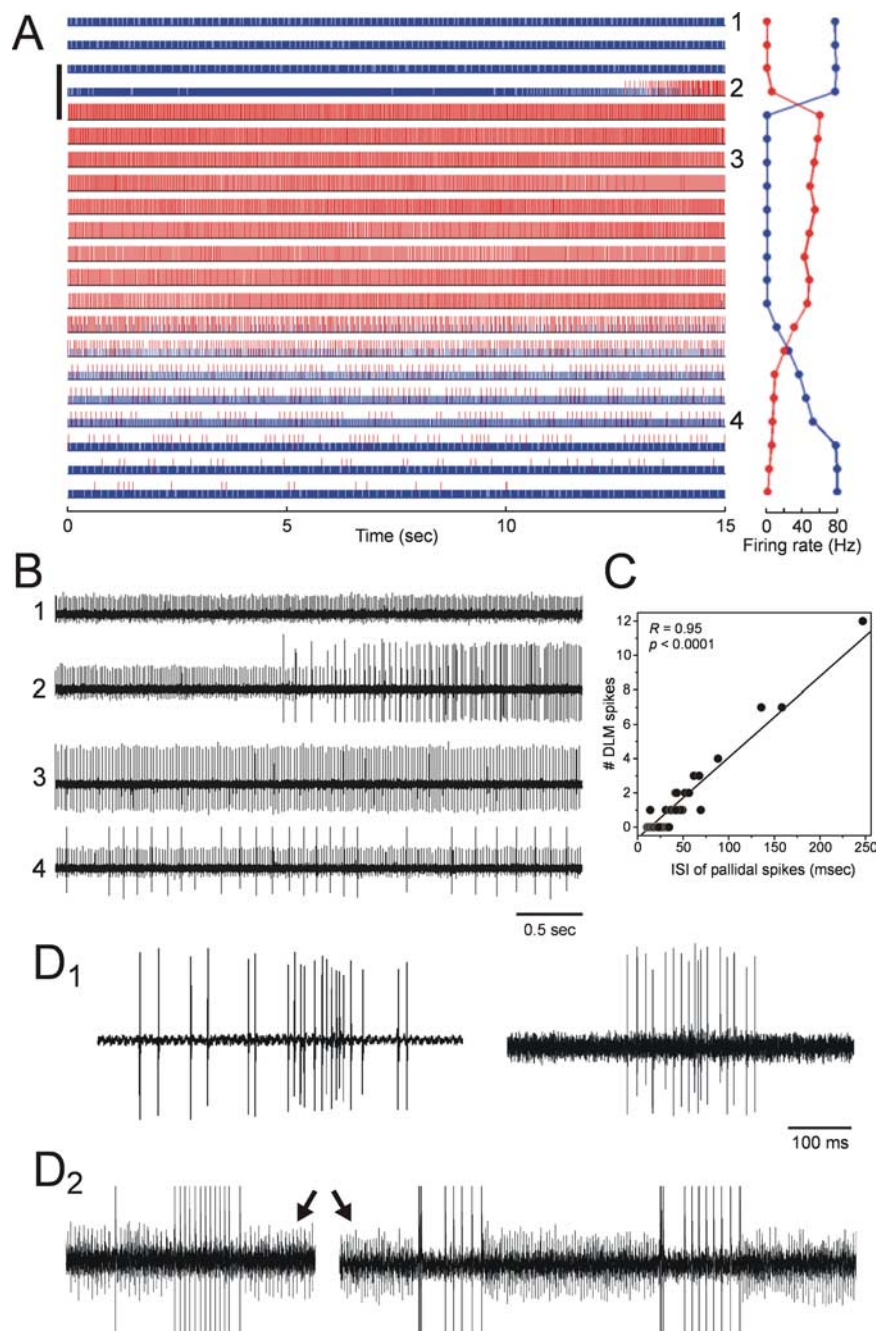 A
1
2
3
4
0 5 10 15
Time (sec)
0 40 80
Firing rate (Hz)
B
1
2
3
4
0.5 sec
C
R = 0.95
p < 0.0001
12
10
8
6
4
2
0
# DLM spikes
0 50 100 150 200 250
ISI of pallidal spikes (msec)
D1
100 ms
D2